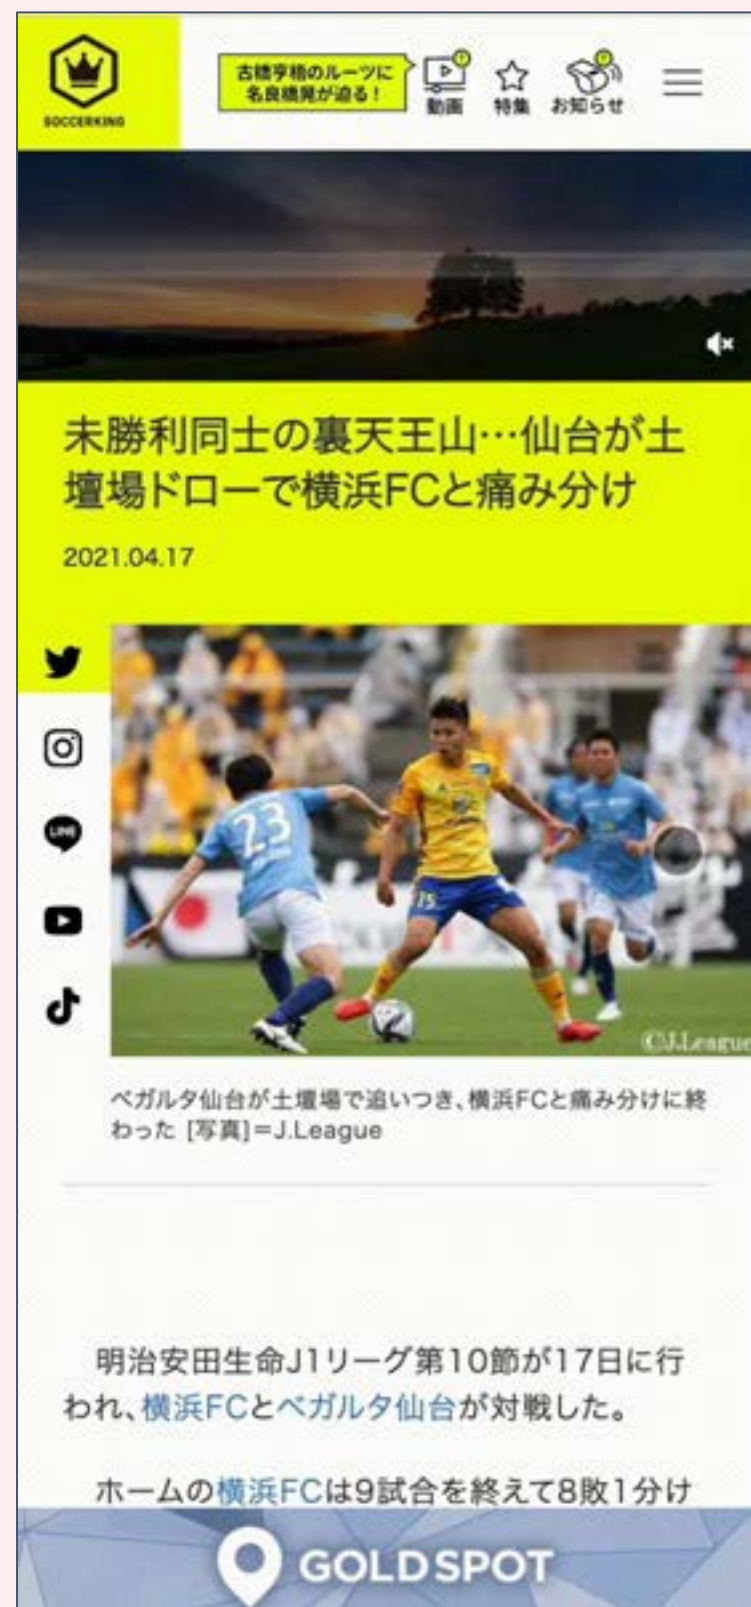 SOCCERKING
古橋亨梧のルーツに
名良橋晃が迫る！
動画
特集
お知らせ
未勝利同士の裏天王山…仙台が土
壇場ドローで横浜FCと痛み分け
2021.04.17
LINE
23
15
©J.League
ベガルタ仙台が土壇場で追いつき、横浜FCと痛み分けに終
わった [写真]＝J.League
明治安田生命J1リーグ第10節が17日に行
われ、横浜FCとベガルタ仙台が対戦した。
ホームの横浜FCは9試合を終えて8敗1分け
GOLDSPOT